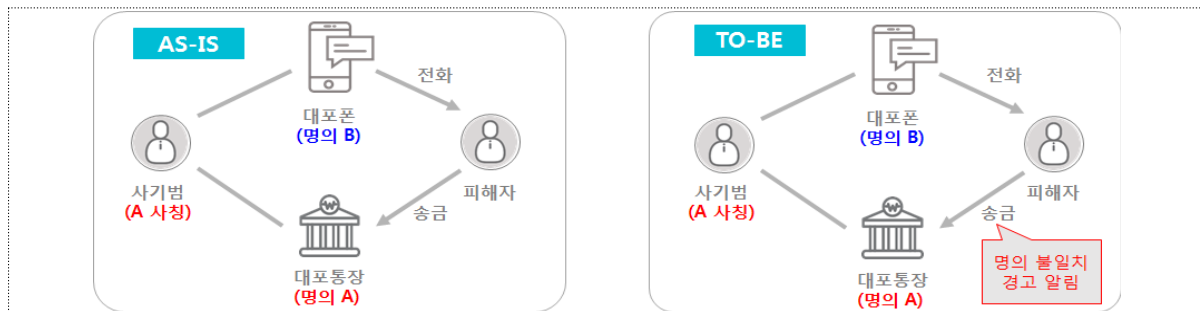 AS-IS
전화
대포폰
(명의 B)
사기범
(A 사칭)
피해자
송금
대포통장
(명의 A)
TO-BE
전화
대포폰
(명의 B)
사기범
(A 사칭)
피해자
송금
명의 불일치
경고 알림
대포통장
(명의 A)